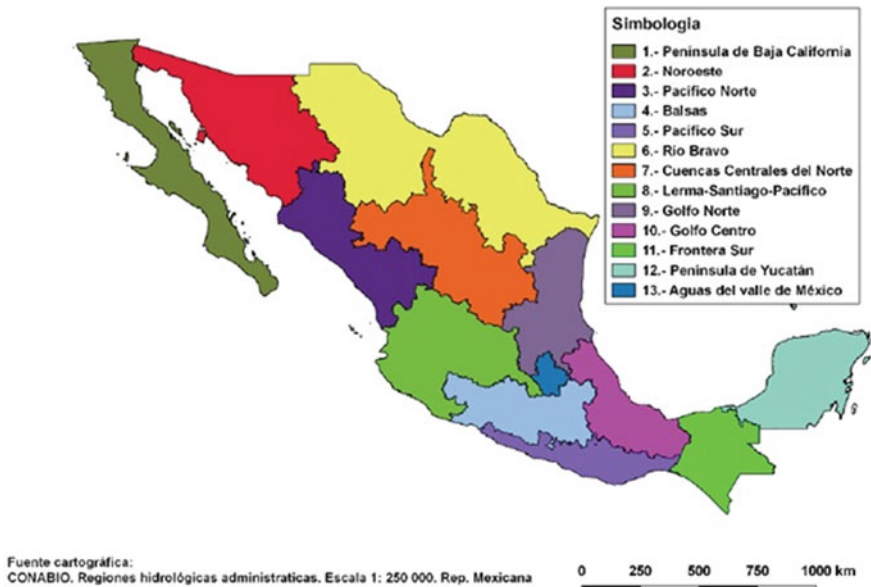 Simbologia
1.- Península de Baja California
2.- Noroeste
3.- Pacifico Norte
4.- Balsas
5.- Pacífico Sur
6.- Río Bravo
7.- Cuencas Centrales del Norte
8.- Lerma-Santiago-Pacífico
9.- Golfo Norte
10.- Golfo Centro
11.- Frontera Sur
12.- Península de Yucatán
13.- Aguas del valle de México
Fuente cartográfica:
CONABIO. Regiones hidrológicas administraticas. Escala 1: 250 000. Rep. Mexicana
0 250 500 750 1000 km